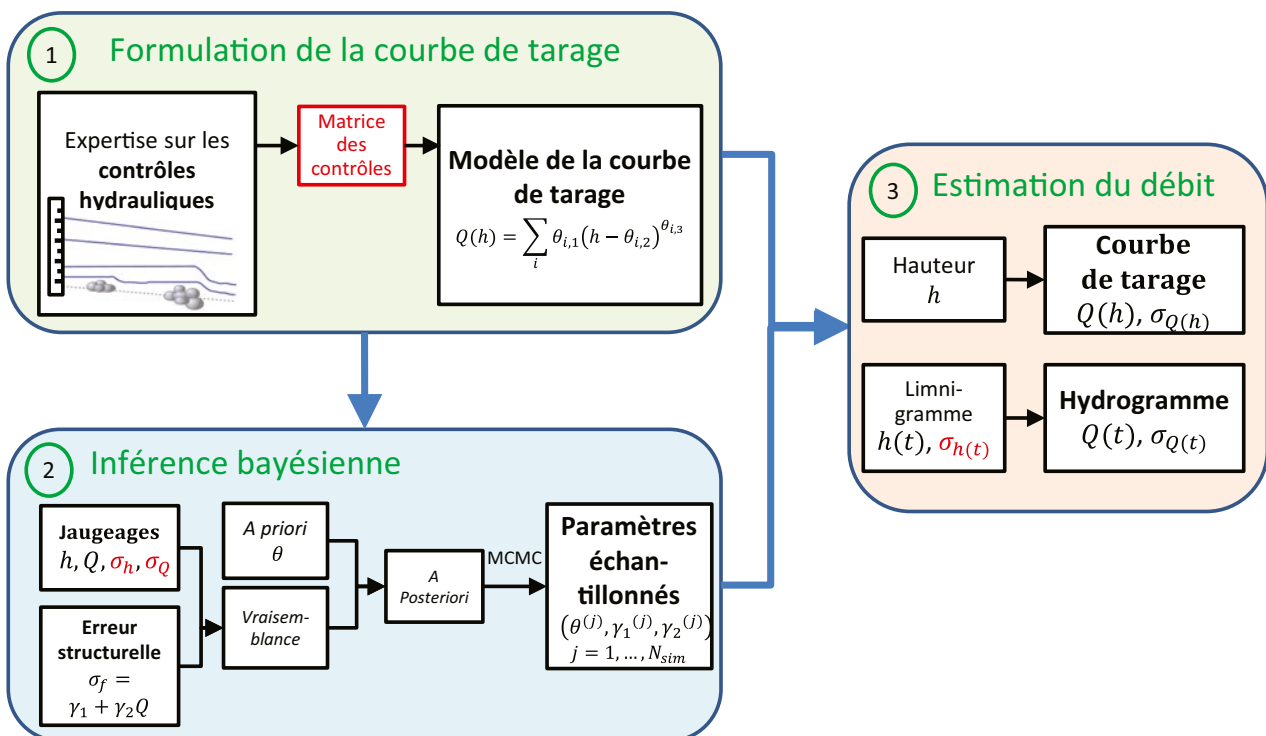 1 Formulation de la courbe de tarage
Expertise sur les
contrôles
hydrauliques
Matrice
des
contrôles
Modèle de la courbe
de tarage
Q(h) = ∑_i θ_{i,1}(h − θ_{i,2})^{θ_{i,3}}
2 Inférence bayésienne
Jaugeages
h, Q, σ_h, σ_Q
Erreur
structurelle
σ_f =
γ_1 + γ_2Q
A priori
θ
Vraisem-
blance
A
Posteriori
MCMC
Paramètres
échan-
tillonnés
(θ^{(j)}, γ_1^{(j)}, γ_2^{(j)})
j = 1, … , N_{sim}
3 Estimation du débit
Hauteur
h
Courbe
de tarage
Q(h), σ_{Q(h)}
Limni-
gramme
h(t), σ_{h(t)}
Hydrogramme
Q(t), σ_{Q(t)}